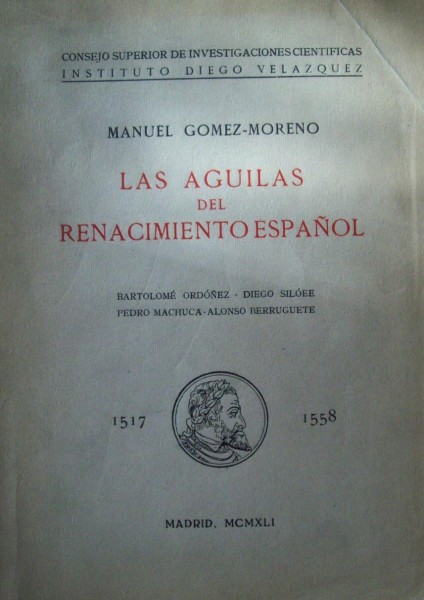 CONSEJO SUPERIOR DE INVESTIGACIONES CIENTIFICAS
INSTITUTO DIEGO VELAZQUEZ
MANUEL GOMEZ-MORENO
LAS AGUILAS
DEL
RENACIMIENTO ESPAÑOL
BARTOLOMÉ ORDÓÑEZ - DIEGO SILÓEE
PEDRO MACHUCA-ALONSO BERRUGUETE
1517
1558
MADRID, MCMXLI